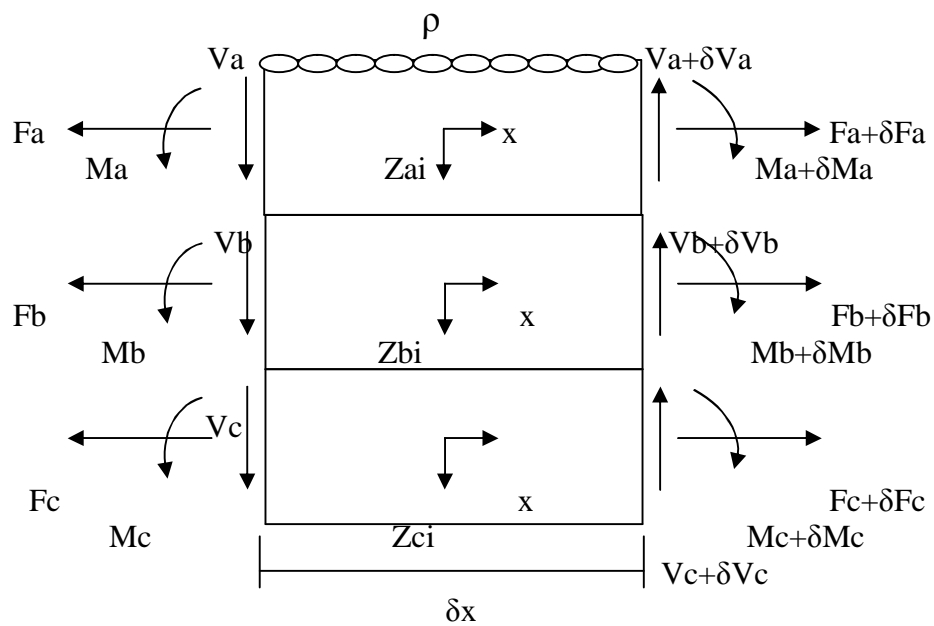 ρ
Va Va+δVa
Fa x Fa+δFa
Ma Zai Ma+δMa
Vb Vb+δVb
Fb x Fb+δFb
Mb Zbi Mb+δMb
Vc
Fc x Fc+δFc
Mc Zci Mc+δMc
Vc+δVc
δx